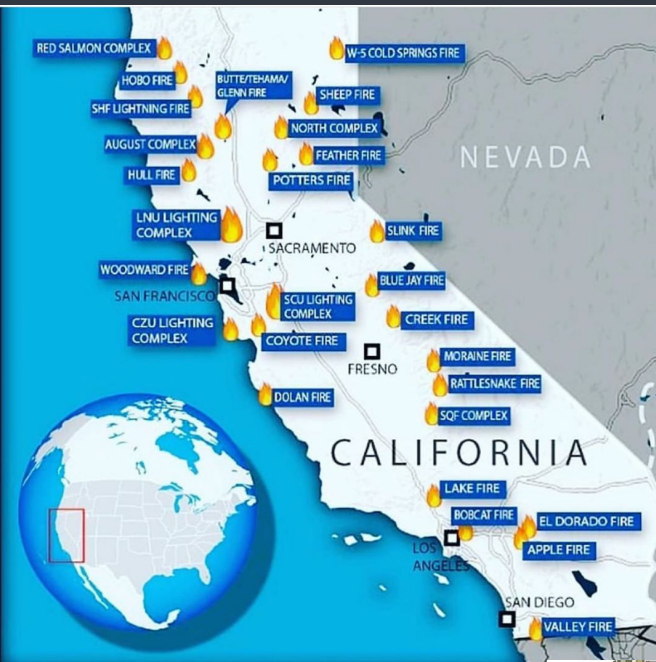 RED SALMON COMPLEX
W-5 COLD SPRINGS FIRE
HOBO FIRE
BUTTE/TEHAMA/
GLENN FIRE
SHEEP FIRE
SHF LIGHTNING FIRE
NORTH COMPLEX
AUGUST COMPLEX
FEATHER FIRE
NEVADA
HULL FIRE
POTTERS FIRE
LNU LIGHTING
COMPLEX
SLINK FIRE
SACRAMENTO
WOODWARD FIRE
BLUE JAY FIRE
SAN FRANCISCO
SCU LIGHTING
COMPLEX
CREEK FIRE
CZU LIGHTING
COMPLEX
COYOTE FIRE
MORAINE FIRE
FRESNO
RATTLESNAKE FIRE
DOLAN FIRE
SQF COMPLEX
CALIFORNIA
LAKE FIRE
BOBCAT FIRE
EL DORADO FIRE
LOS
ANGELES
APPLE FIRE
SAN DIEGO
VALLEY FIRE